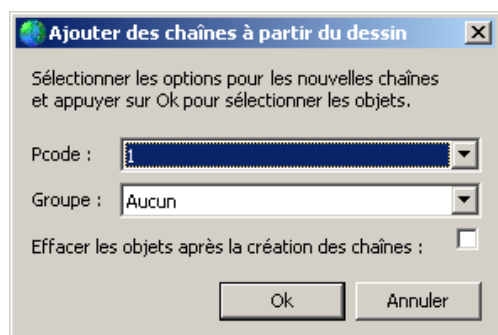 Ajouter des chaînes à partir du dessin
Sélectionner les options pour les nouvelles chaînes
et appuyer sur Ok pour sélectionner les objets.
Pcode : 1
Groupe : Aucun
Effacer les objets après la création des chaînes :
Ok Annuler